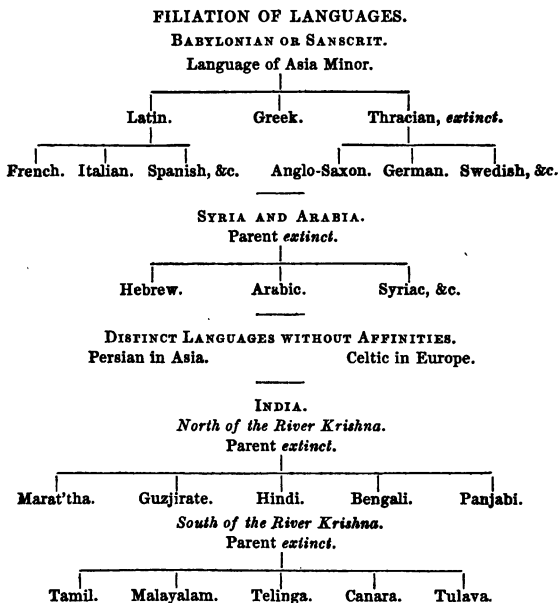 FILIATION OF LANGUAGES.
BABYLONIAN OR SANSCRIT.
Language of Asia Minor.
Latin. Greek. Thracian, extinct.
French. Italian. Spanish, &c. Anglo-Saxon. German. Swedish, &c.
SYRIA AND ARABIA.
Parent extinct.
Hebrew. Arabic. Syriac, &c.
DISTINCT LANGUAGES WITHOUT AFFINITIES.
Persian in Asia. Celtic in Europe.
INDIA.
North of the River Krishna.
Parent extinct.
Marat'tha. Guzjirate. Hindi. Bengali. Panjabi.
South of the River Krishna.
Parent extinct.
Tamil. Malayalam. Telinga. Canara. Tulava.